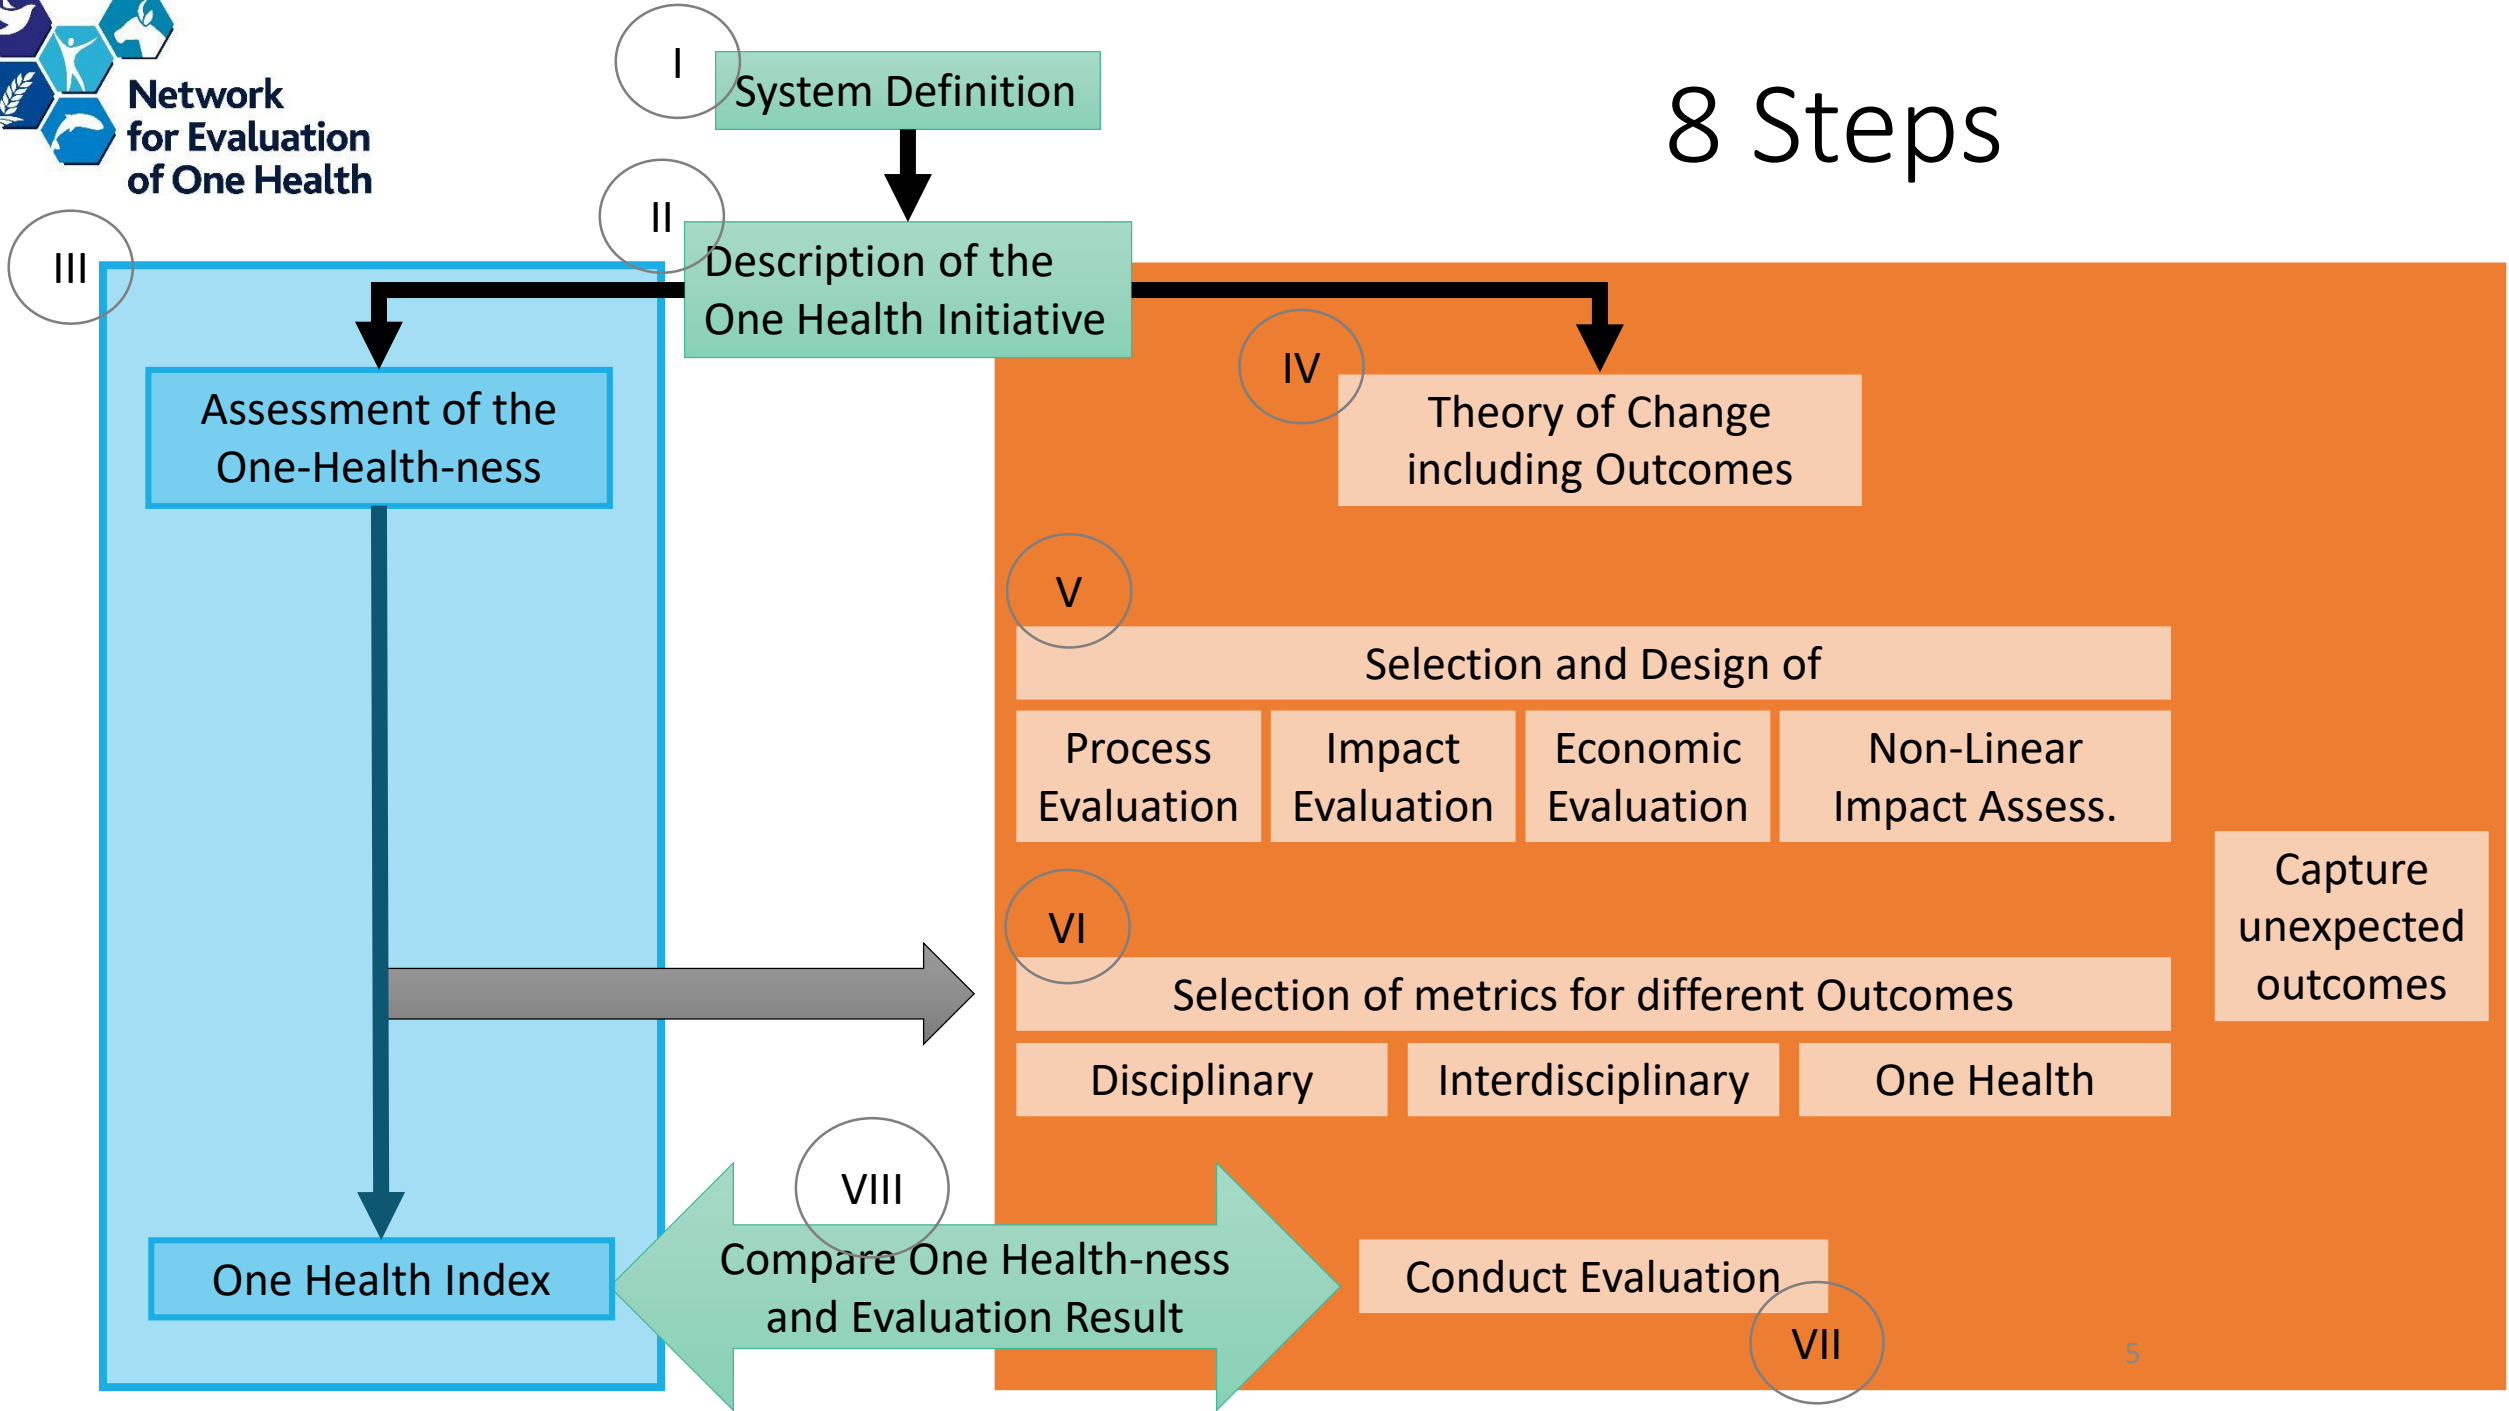 Network
for Evaluation
of One Health
8 Steps
I
System Definition
II
Description of the
One Health Initiative
III
Assessment of the
One-Health-ness
IV
Theory of Change
including Outcomes
V
Selection and Design of
Process
Evaluation
Impact
Evaluation
Economic
Evaluation
Non-Linear
Impact Assess.
Capture
unexpected
outcomes
VI
Selection of metrics for different Outcomes
Disciplinary
Interdisciplinary
One Health
VIII
Compare One Health-ness
and Evaluation Result
One Health Index
Conduct Evaluation
VII
5